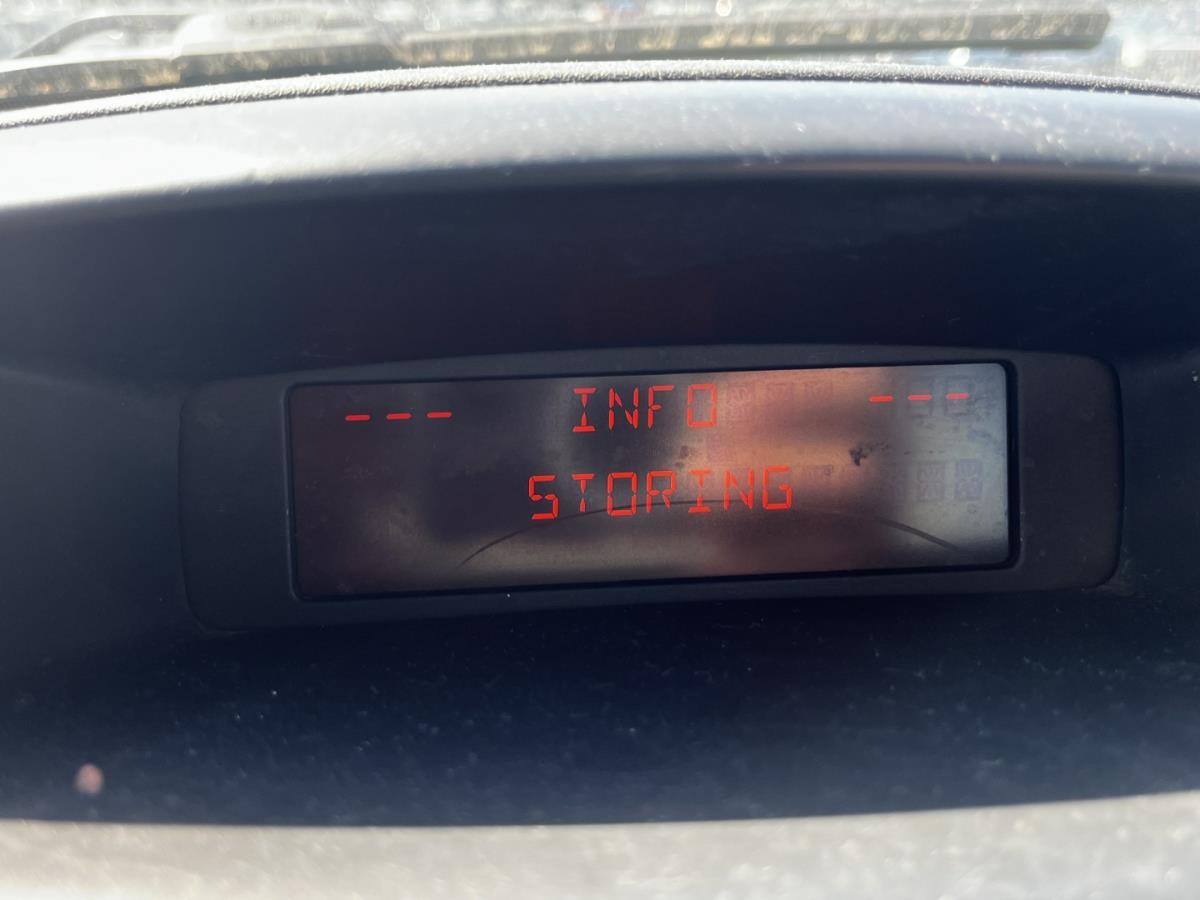 --- INFO ---
STORING